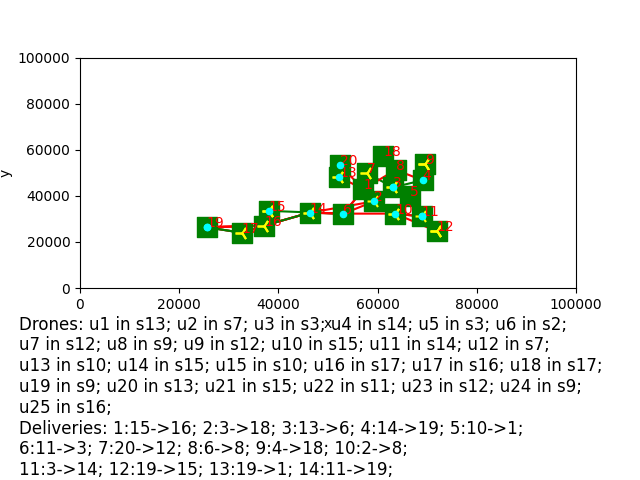 100000
80000
60000
40000
20000
0
y
0 20000 40000 60000 80000 100000
x
Drones: u1 in s13; u2 in s7; u3 in s3; u4 in s14; u5 in s3; u6 in s2;
u7 in s12; u8 in s9; u9 in s12; u10 in s15; u11 in s14; u12 in s7;
u13 in s10; u14 in s15; u15 in s10; u16 in s17; u17 in s16; u18 in s17;
u19 in s9; u20 in s13; u21 in s15; u22 in s11; u23 in s12; u24 in s9;
u25 in s16;
Deliveries: 1:15->16; 2:3->18; 3:13->6; 4:14->19; 5:10->1;
6:11->3; 7:20->12; 8:6->8; 9:4->18; 10:2->8;
11:3->14; 12:19->15; 13:19->1; 14:11->19;